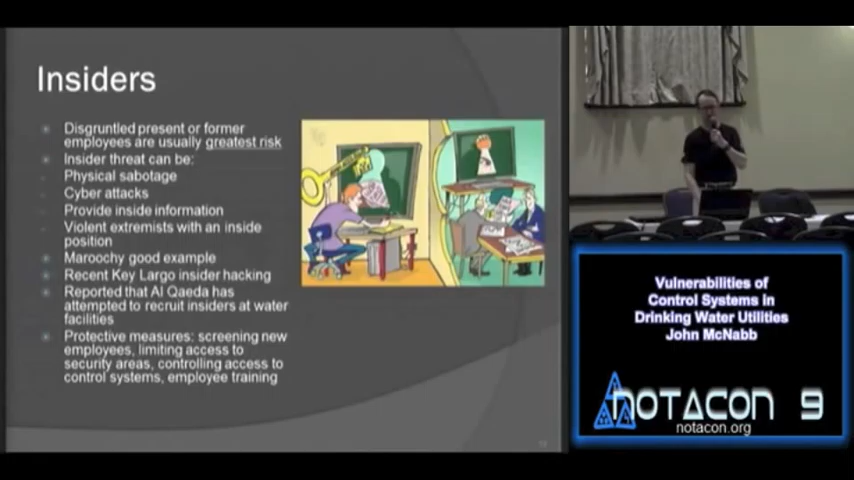 Insiders
Disgruntled present or former
employees are usually greatest risk
Insider threat can be:
Physical sabotage
Cyber attacks
Provide inside information
Violent extremists with an inside
position
Maroochy good example
Recent Key Largo insider hacking
Reported that Al Qaeda has
attempted to recruit insiders at water
facilities
Protective measures: screening new
employees, limiting access to
security areas, controlling access to
control systems, employee training
Vulnerabilities of
Control Systems in
Drinking Water Utilities
John McNabb
NOTACON 9
notacon.org